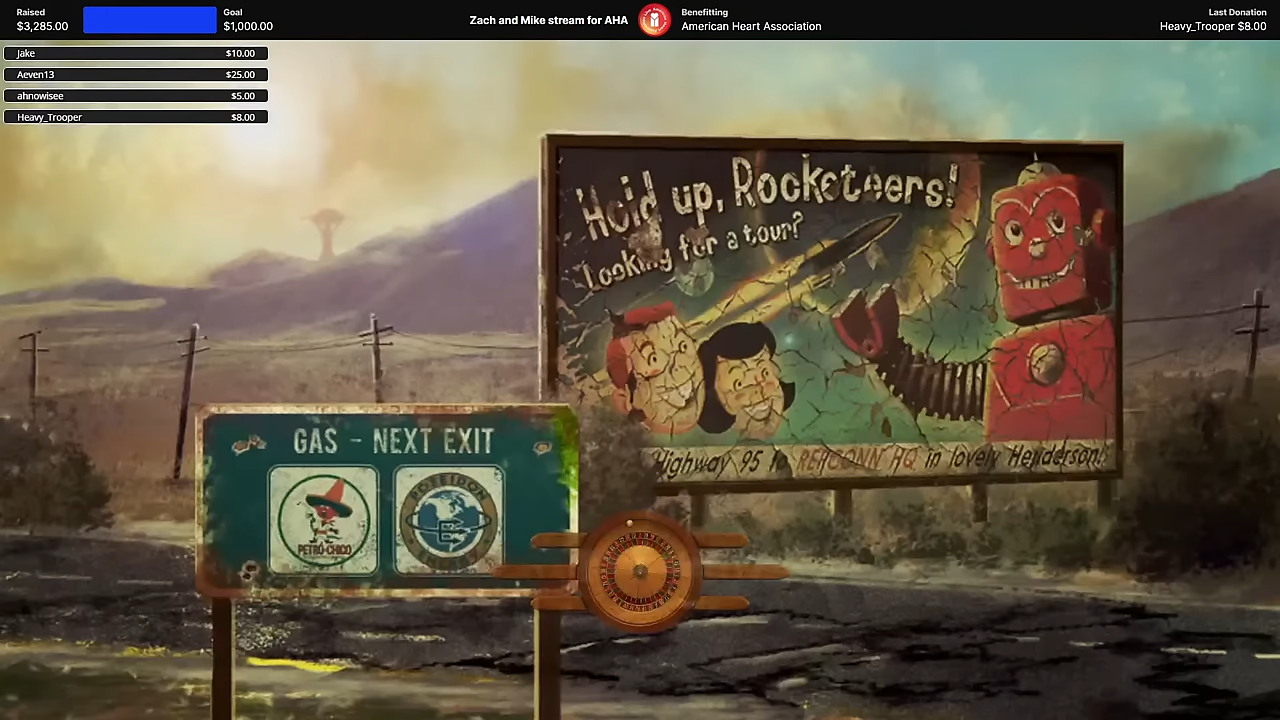 Raised
$3,285.00
Goal
$1,000.00
Zach and Mike stream for AHA
Benefitting
American Heart Association
Last Donation
Heavy_Trooper $8.00
Jake $10.00
Aeven13 $25.00
ahnowisee $5.00
Heavy_Trooper $8.00
Hold up, Rocketeers!
Looking for a tour?
Highway 95 to REPCONN HQ in lovely Henderson!
GAS - NEXT EXIT
PETRÓ-CHICO
POSEIDON